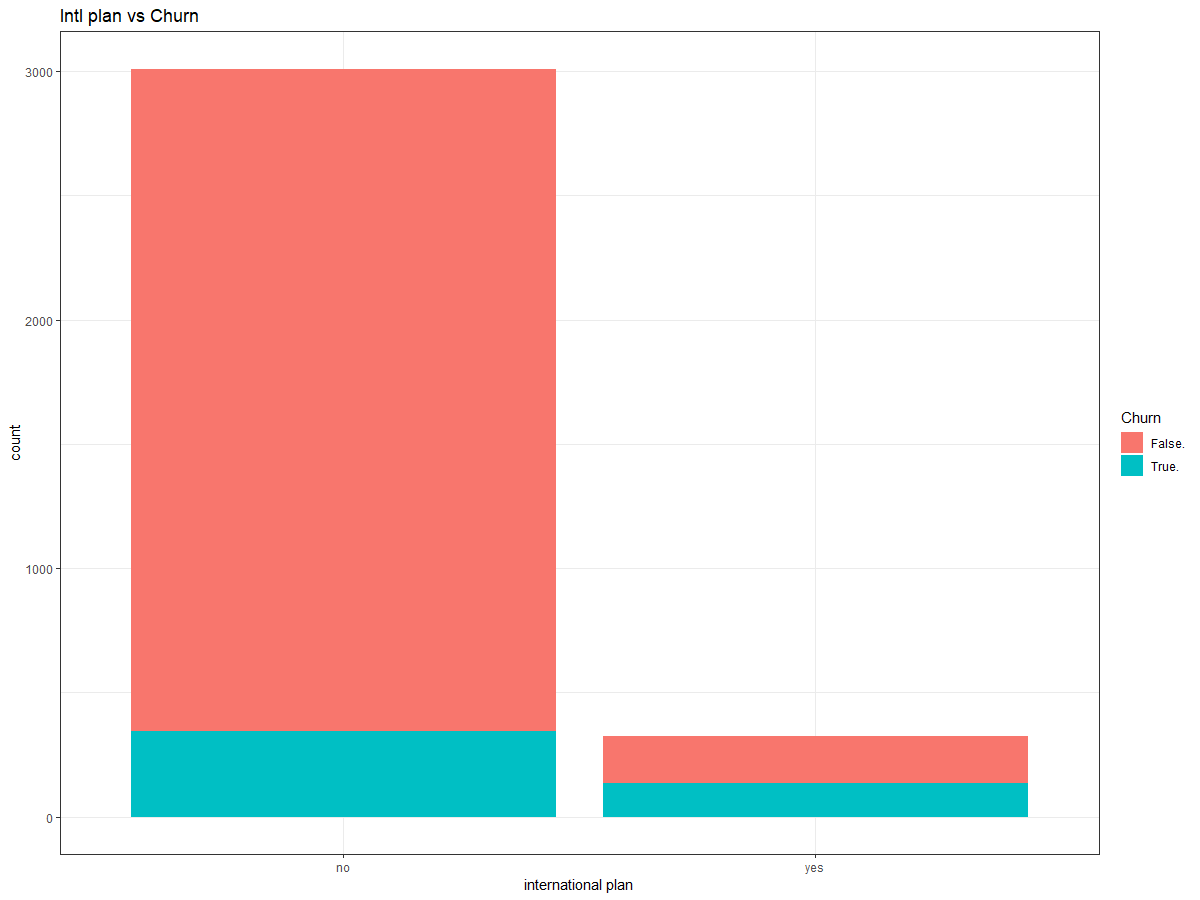 Intl plan vs Churn
3000
2000
1000
0
count
no
yes
international plan
Churn
False.
True.